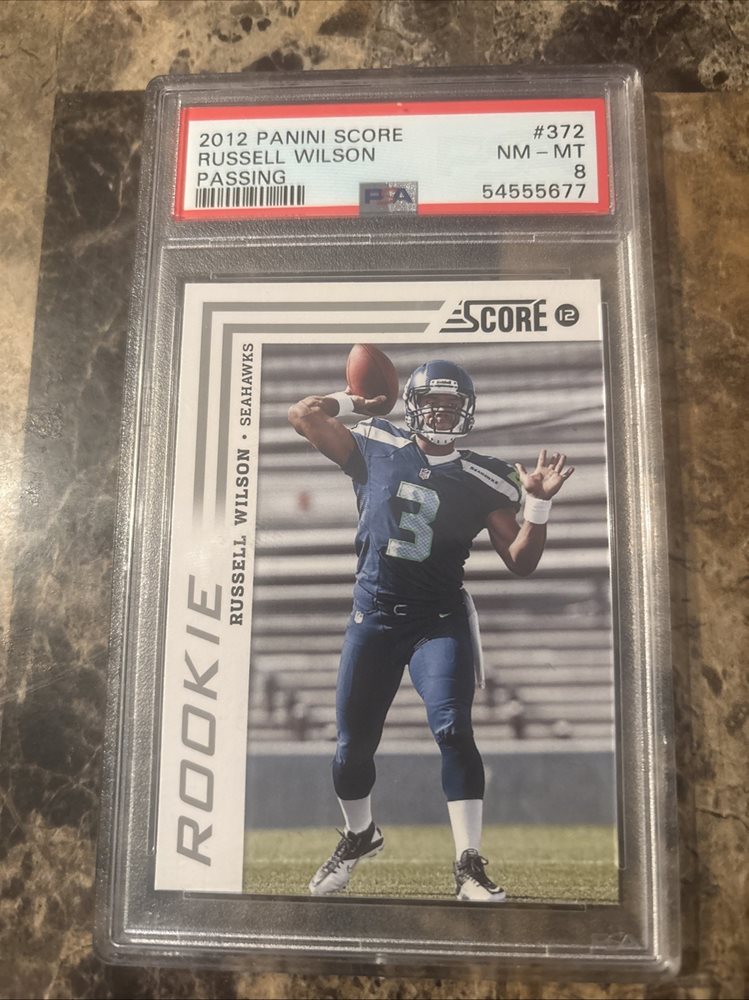 2012 PANINI SCORE
RUSSELL WILSON
PASSING
#372
NM – MT
8
54555677
PSA
SCORE 12
ROOKIE
RUSSELL WILSON • SEAHAWKS
3